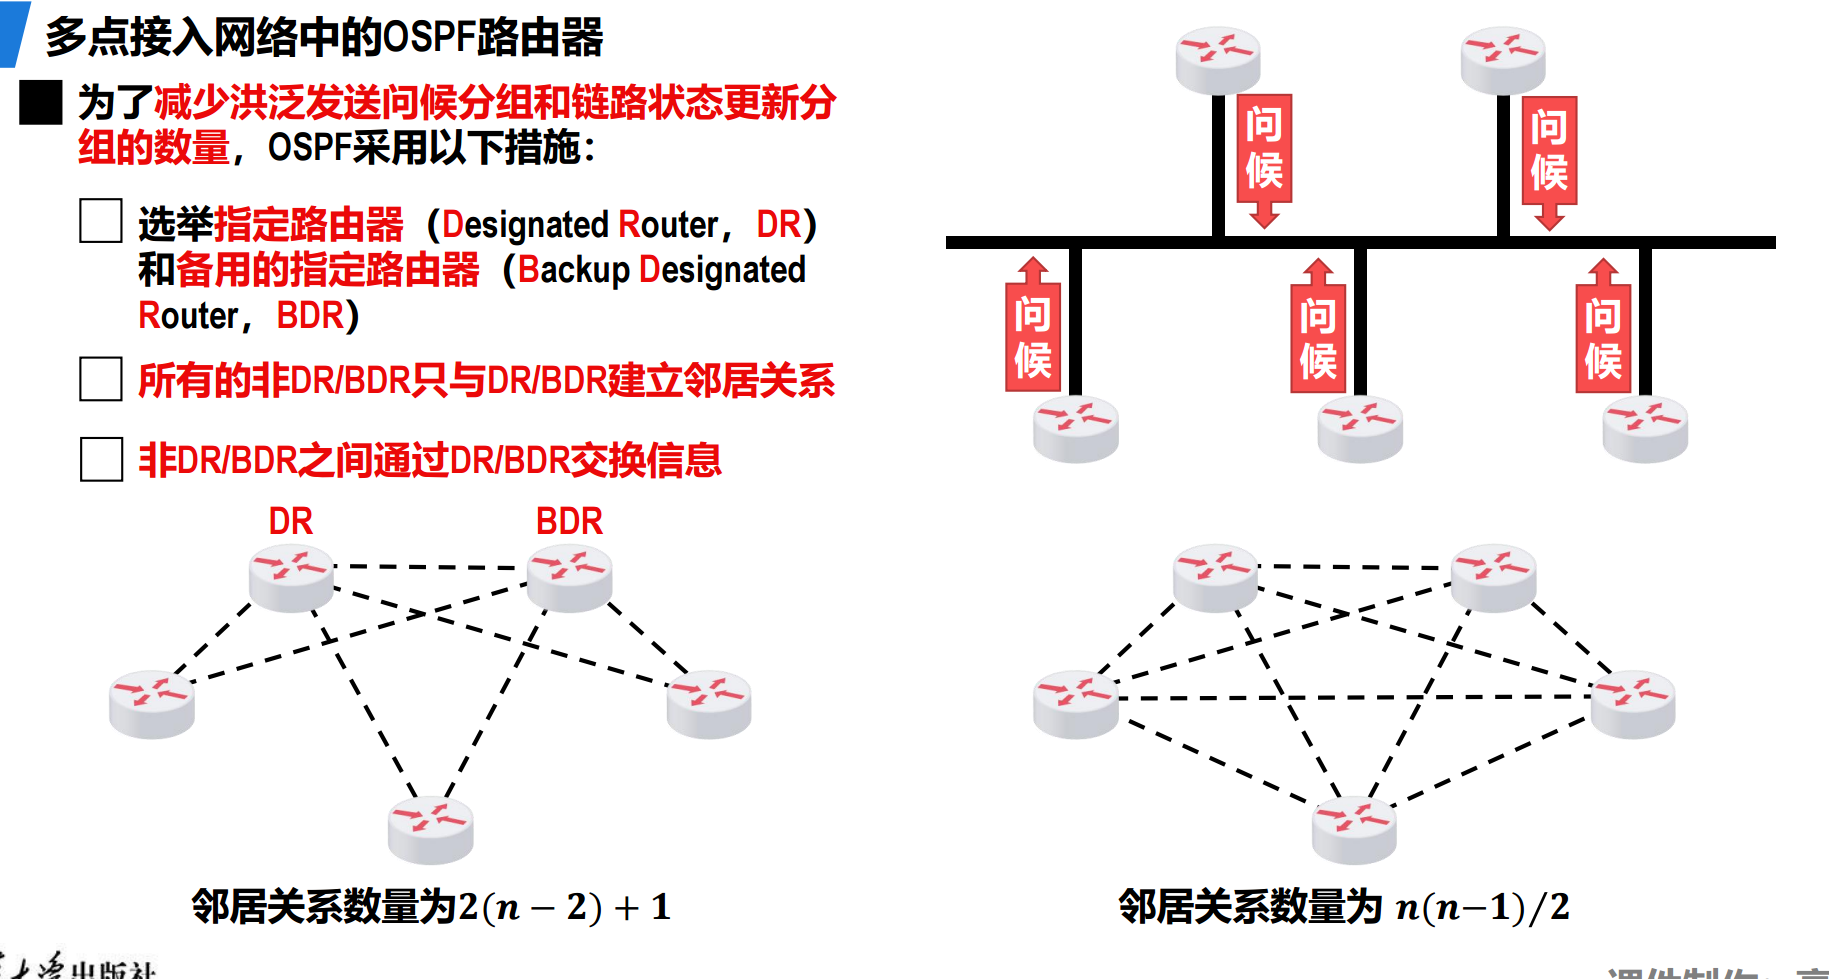 多点接入网络中的OSPF路由器
为了减少洪泛发送问候分组和链路状态更新分
组的数量，OSPF采用以下措施：
选举指定路由器（Designated Router，DR）
和备用的指定路由器（Backup Designated
Router，BDR）
所有的非DR/BDR只与DR/BDR建立邻居关系
非DR/BDR之间通过DR/BDR交换信息
DR
BDR
邻居关系数量为2(n − 2) + 1
问候
问候
问候
问候
问候
邻居关系数量为 n(n−1)/2
大学出版社
课件制作：